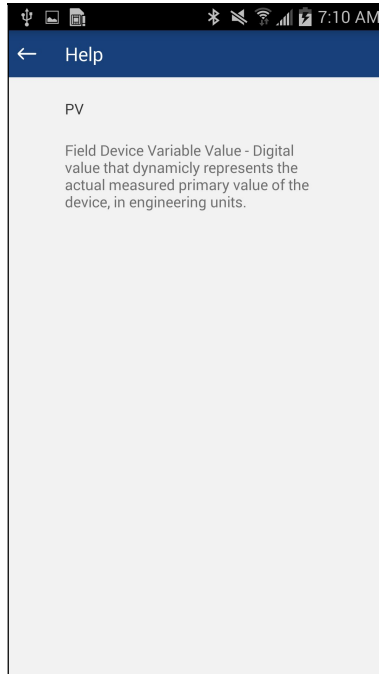 7:10 AM
Help
PV
Field Device Variable Value - Digital
value that dynamicly represents the
actual measured primary value of the
device, in engineering units.